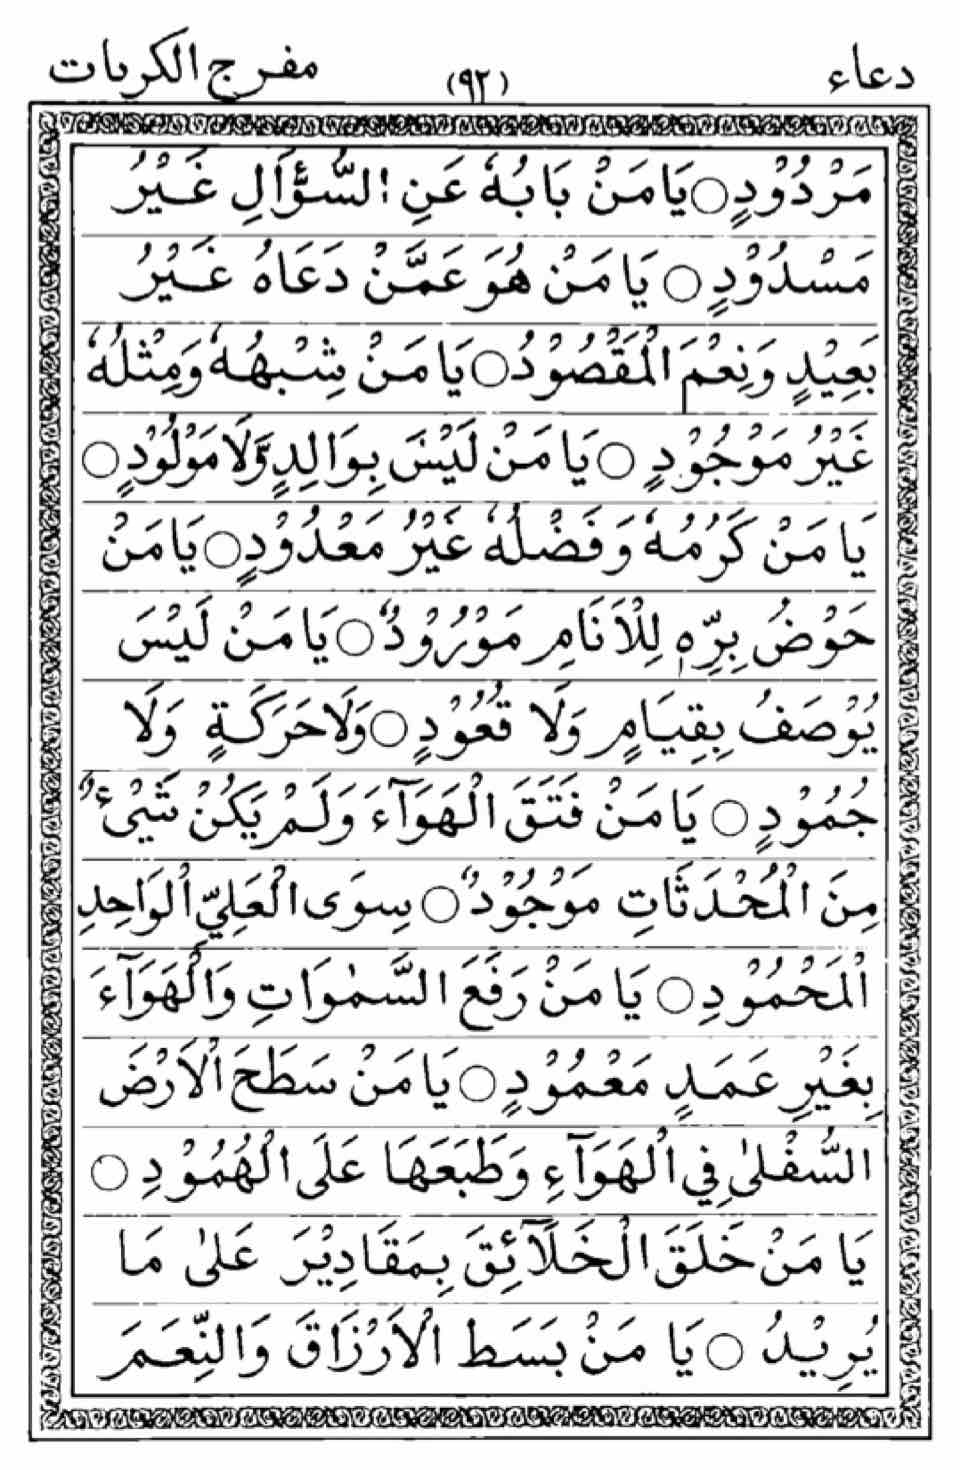 دعاء (۹۲) مفرج الكربات
مَرْدُوْدٍ○يَا مَنْ بَابُهٗ عَنِ السُّؤَالِ غَيْرُ
مَسْدُوْدٍ○ يَا مَنْ هُوَ عَمَّنْ دَعَاهُ غَيْرُ
بَعِيْدٍ وَنِعْمَ الْمَقْصُوْدُ○يَا مَنْ شِبْهُهٗ وَمِثْلُهٗ
غَيْرُ مَوْجُوْدٍ ○ يَا مَنْ لَيْسَ بِوَالِدٍ وَّلَا مَوْلُوْدٍ○
يَا مَنْ كَرَمُهٗ وَفَضْلُهٗ غَيْرُ مَعْدُوْدٍ○يَا مَنْ
حَوْضُ بِرِّهٖ لِلْاَنَامِ مَوْرُوْدٌ○يَا مَنْ لَيْسَ
يُوْصَفُ بِقِيَامٍ وَلَا قُعُوْدٍ○وَلَا حَرَكَةٍ وَلَا
جُمُوْدٍ○ يَا مَنْ فَتَقَ الْهَوَآءَ وَلَمْ يَكُنْ شَيْئٌ
مِنَ الْمُحْدَثَاتِ مَوْجُوْدٌ○ سِوَى الْعَلِيِّ الْوَاحِدِ
الْمَحْمُوْدِ○ يَا مَنْ رَفَعَ السَّمٰوَاتِ وَالْهَوَآءَ
بِغَيْرِ عَمَدٍ مَعْمُوْدٍ○يَا مَنْ سَطَحَ الْاَرْضَ
السُّفْلٰى فِي الْهَوَآءِ وَطَبَعَهَا عَلَى الْهُمُوْدِ ○
يَا مَنْ خَلَقَ الْخَلَآئِقَ بِمَقَادِيْرَ عَلٰى مَا
يُرِيْدُ ○ يَا مَنْ بَسَطَ الْاَرْزَاقَ وَالنِّعَمَ